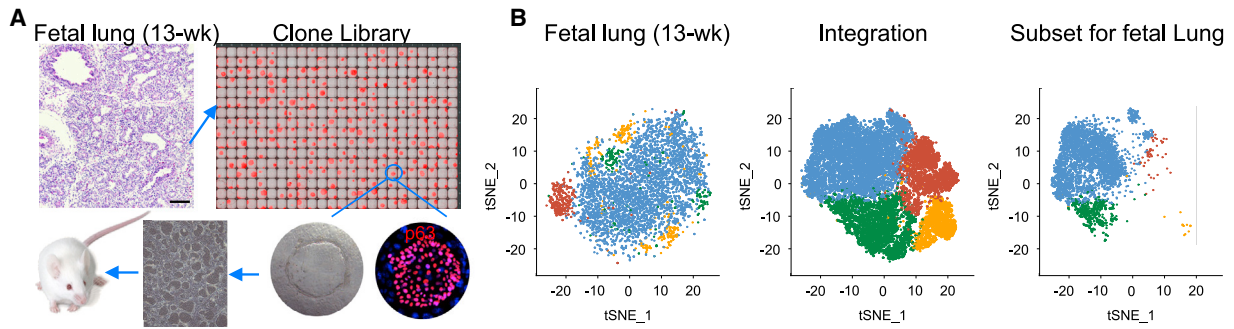 A
Fetal lung (13-wk)
Clone Library
p63
B
Fetal lung (13-wk)
Integration
Subset for fetal Lung
tSNE_2
20
10
0
-10
-20
-20 -10 0 10 20
tSNE_1
tSNE_2
20
10
0
-10
-20
-20 -10 0 10 20
tSNE_1
tSNE_2
20
10
0
-10
-20
-20 -10 0 10 20
tSNE_1